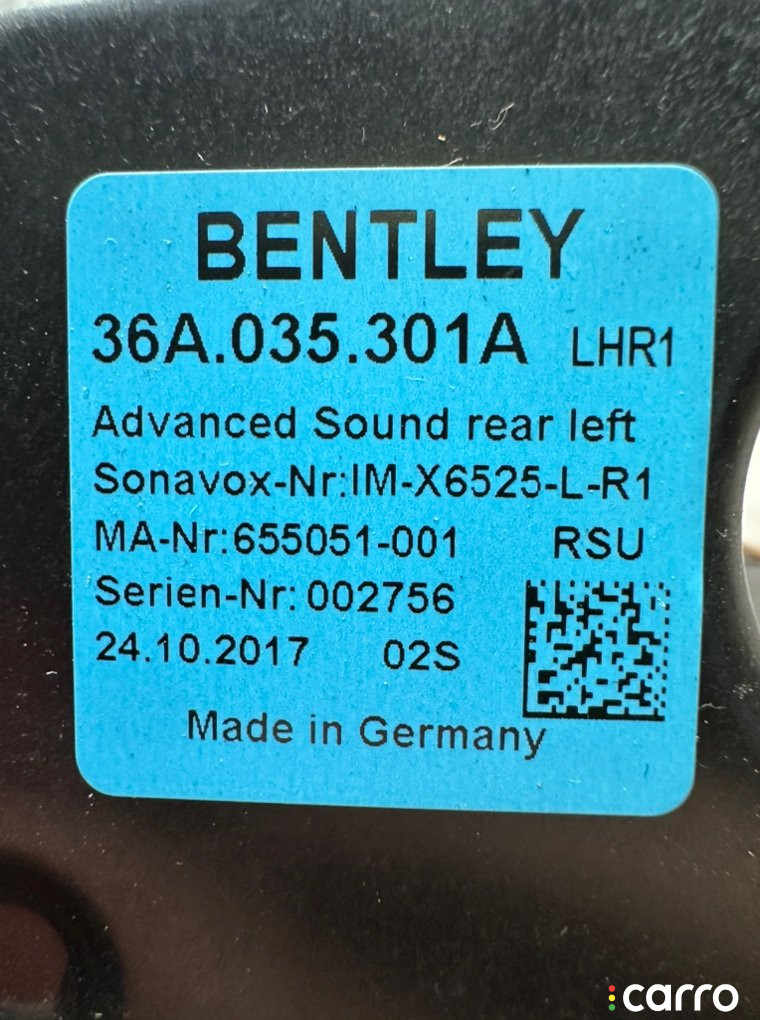 BENTLEY
36A.035.301A LHR1
Advanced Sound rear left
Sonavox-Nr:IM-X6525-L-R1
MA-Nr:655051-001 RSU
Serien-Nr: 002756
24.10.2017 02S
Made in Germany
carro